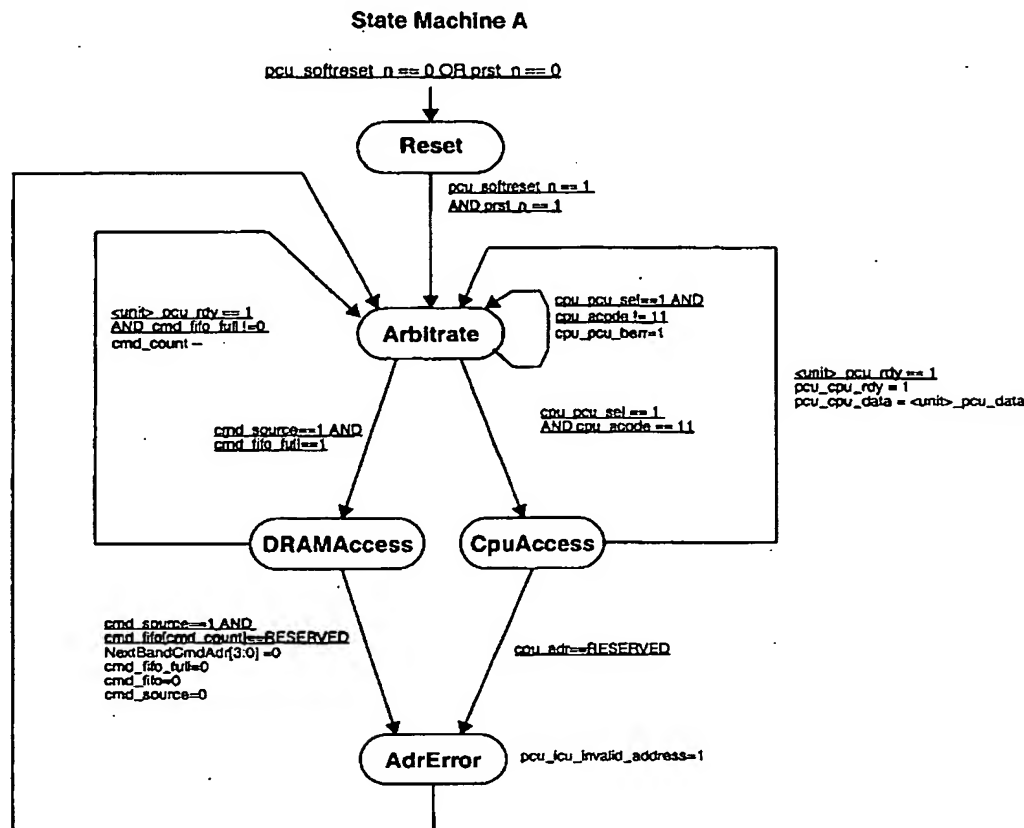 State Machine A
pcu_softreset_n == 0 OR prst_n == 0
Reset
pcu_softreset_n == 1
AND prst_n == 1
<unit>_pcu_rdy == 1
AND cmd_fifo_full !=0
cmd_count --
Arbitrate
cpu_pcu_sel==1 AND
cpu_acode != 11
cpu_pcu_berr=1
<unit>_pcu_rdy == 1
pcu_cpu_rdy = 1
pcu_cpu_data = <unit>_pcu_data
cmd_source==1 AND
cmd_fifo_full==1
cpu_pcu_sel == 1
AND cpu_acode == 11
DRAMAccess
CpuAccess
cmd_source==1 AND
cmd_fifo[cmd_count]==RESERVED
NextBandCmdAdr[3:0] =0
cmd_fifo_full=0
cmd_fifo=0
cmd_source=0
cpu_adr==RESERVED
AdrError
pcu_icu_invalid_address=1